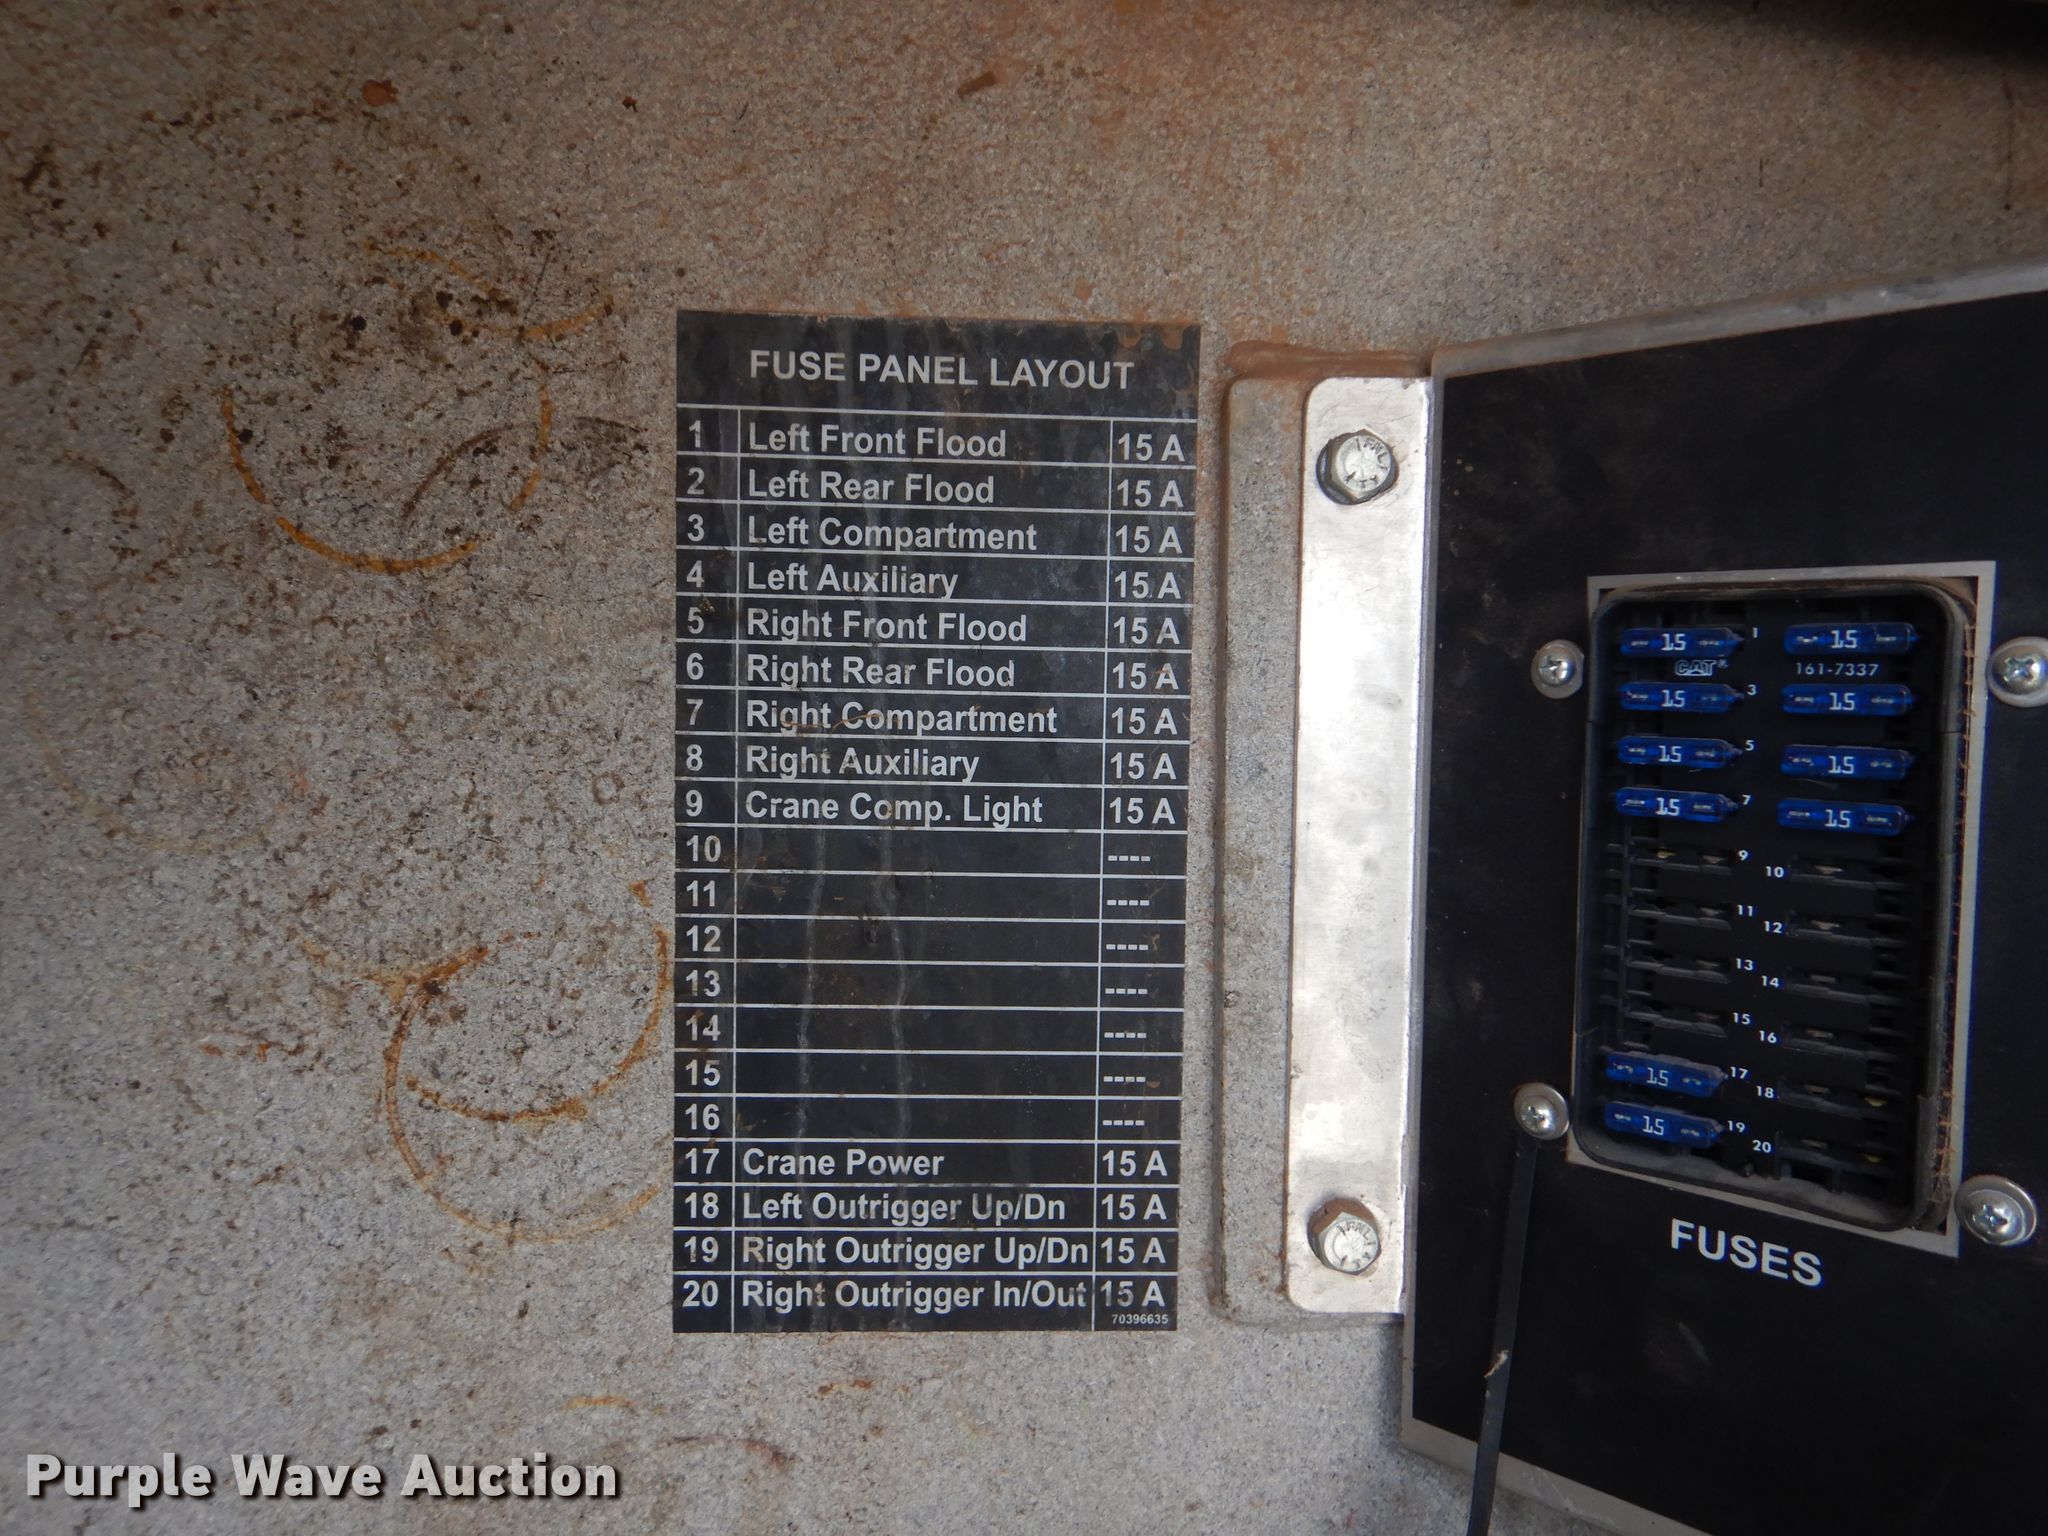 FUSE PANEL LAYOUT
1 Left Front Flood 15 A
2 Left Rear Flood 15 A
3 Left Compartment 15 A
4 Left Auxiliary 15 A
5 Right Front Flood 15 A
6 Right Rear Flood 15 A
7 Right Compartment 15 A
8 Right Auxiliary 15 A
9 Crane Comp. Light 15 A
10 ----
11 ----
12 ----
13 ----
14 ----
15 ----
16 ----
17 Crane Power 15 A
18 Left Outrigger Up/Dn 15 A
19 Right Outrigger Up/Dn 15 A
20 Right Outrigger In/Out 15 A
70396635
15 1 15
CAT® 161-7337
15 3 15
15 5 15
15 7 15
9
10
11
12
13
14
15
16
15 17
18
15 19
20
FUSES
Purple Wave Auction